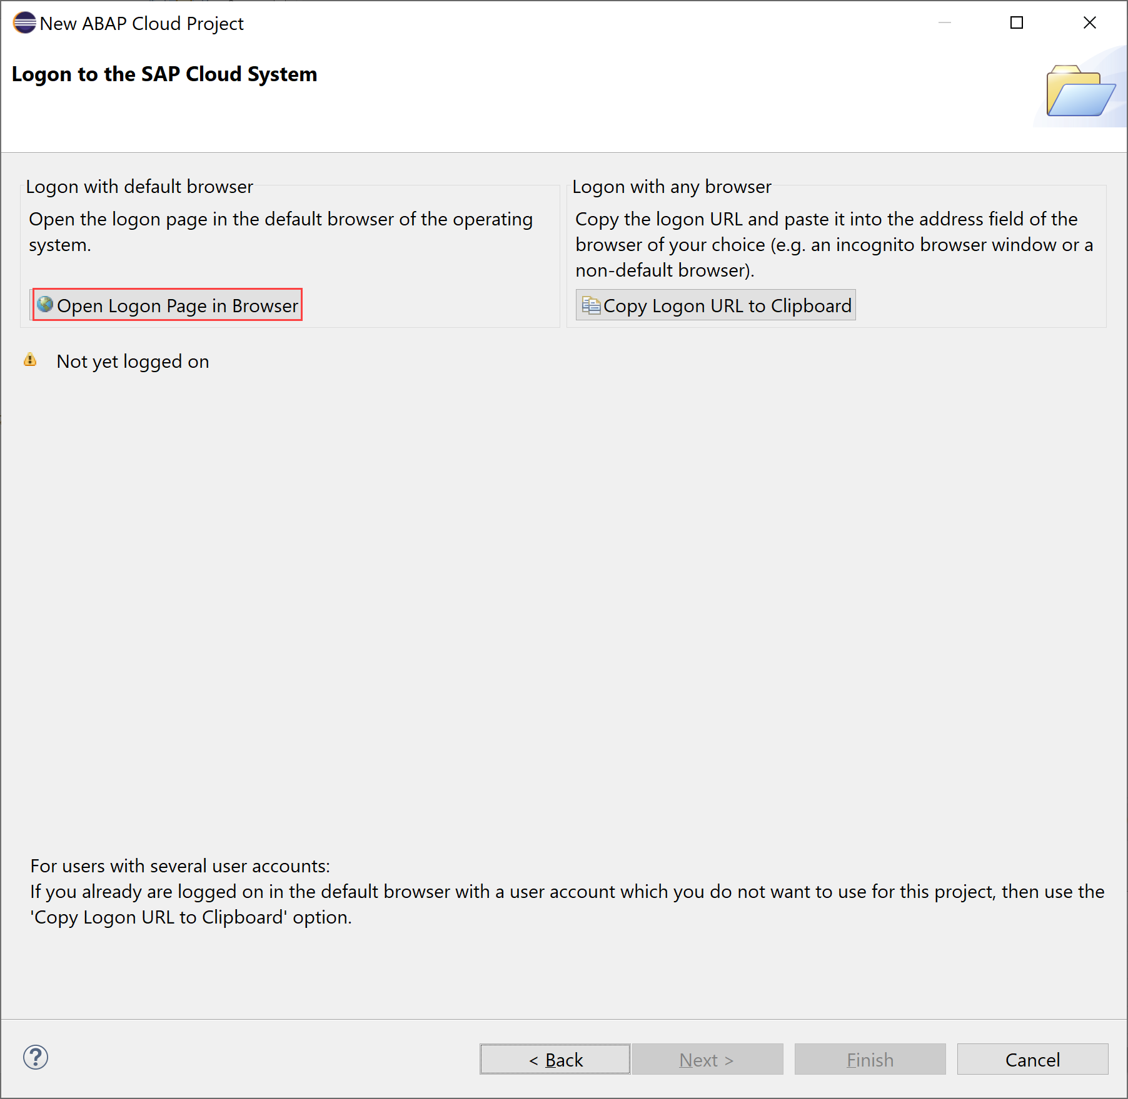 New ABAP Cloud Project
Logon to the SAP Cloud System
Logon with default browser
Open the logon page in the default browser of the operating
system.
Open Logon Page in Browser
Logon with any browser
Copy the logon URL and paste it into the address field of the
browser of your choice (e.g. an incognito browser window or a
non-default browser).
Copy Logon URL to Clipboard
Not yet logged on
For users with several user accounts:
If you already are logged on in the default browser with a user account which you do not want to use for this project, then use the
'Copy Logon URL to Clipboard' option.
?
< Back
Next >
Finish
Cancel